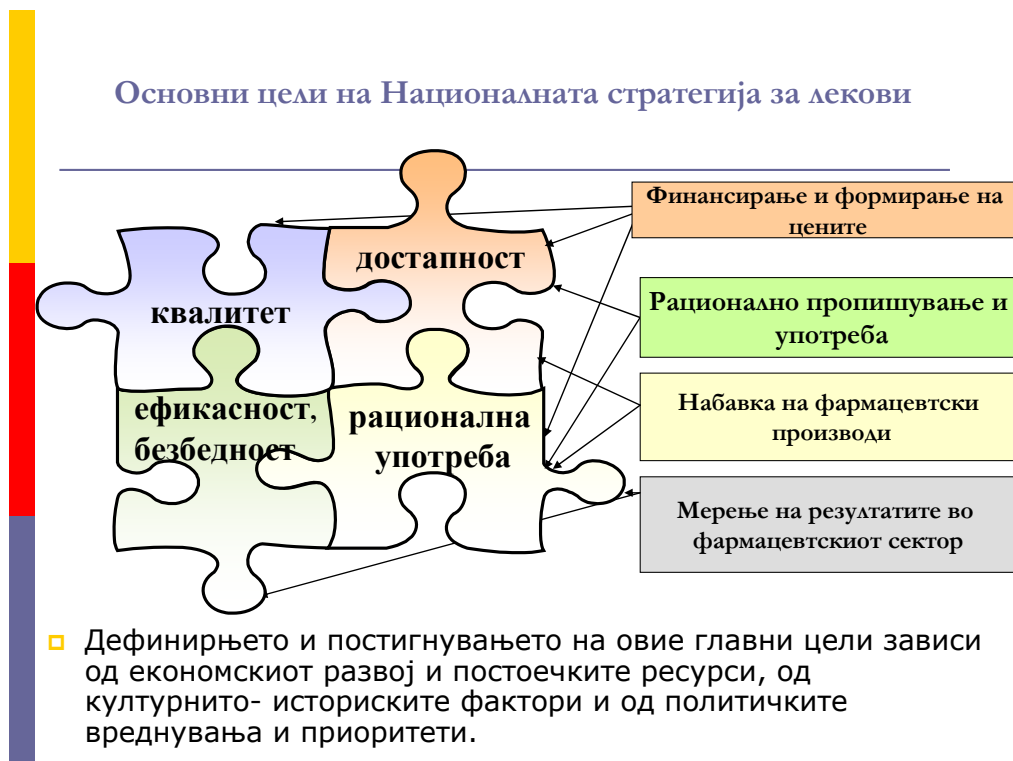 Основни цели на Националната стратегија за лекови
Финансирање и формирање на
цените
достапност
квалитет
Рационално пропишување и
употреба
ефикасност,
безбедност
рационална
употреба
Набавка на фармацевтски
производи
Мерење на резултатите во
фармацевтскиот сектор
Дефинирњето и постигнувањето на овие главни цели зависи
од економскиот развој и постоечките ресурси, од
културнито- историските фактори и од политичките
вреднувања и приоритети.